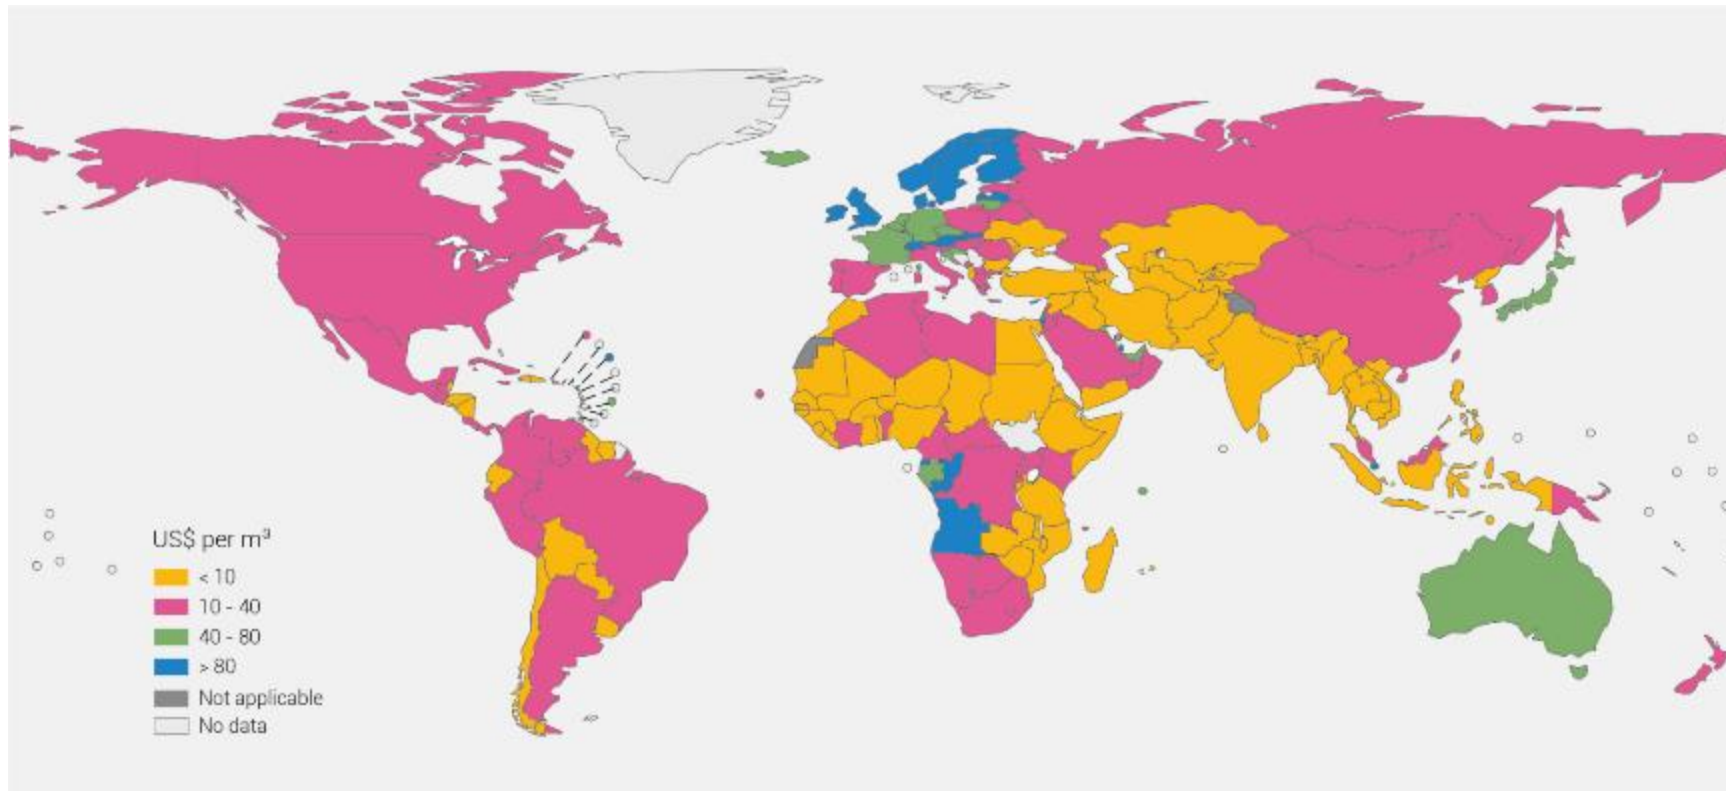 US$ per m³
< 10
10 - 40
40 - 80
> 80
Not applicable
No data